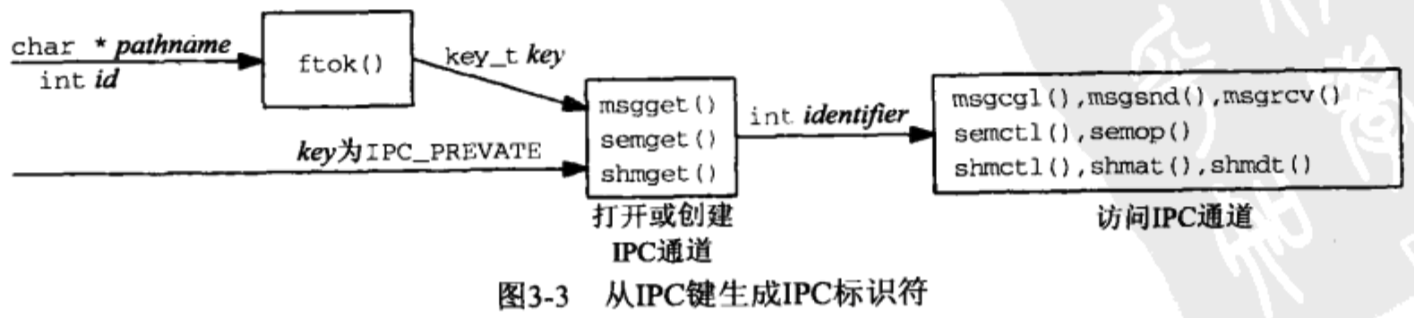 char * pathname
int id
ftok()
key_t key
key为IPC_PREVATE
msgget()
semget()
shmget()
打开或创建
IPC通道
int identifier
msgcgl(),msgsnd(),msgrcv()
semctl(),semop()
shmctl(),shmat(),shmdt()
访问IPC通道
图3-3 从IPC键生成IPC标识符